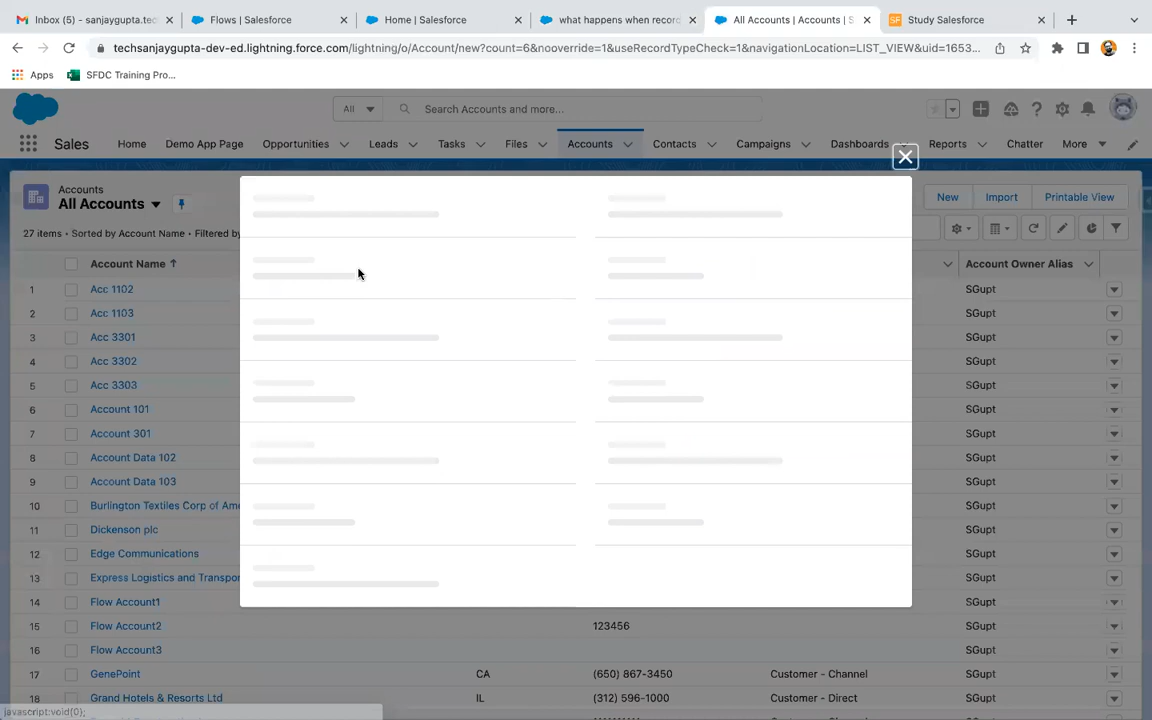 Inbox (5) - sanjaygupta.tec
Flows | Salesforce
Home | Salesforce
what happens when record
All Accounts | Accounts | S
Study Salesforce
techsanjaygupta-dev-ed.lightning.force.com/lightning/o/Account/new?count=6&nooverride=1&useRecordTypeCheck=1&navigationLocation=LIST_VIEW&uid=1653...
Apps
SFDC Training Pro...
All
Search Accounts and more...
Sales
Home
Demo App Page
Opportunities
Leads
Tasks
Files
Accounts
Contacts
Campaigns
Dashboards
Reports
Chatter
More
Accounts
All Accounts
New
Import
Printable View
27 items • Sorted by Account Name • Filtered by
Account Name
Account Owner Alias
1 Acc 1102 SGupt
2 Acc 1103 SGupt
3 Acc 3301 SGupt
4 Acc 3302 SGupt
5 Acc 3303 SGupt
6 Account 101 SGupt
7 Account 301 SGupt
8 Account Data 102 SGupt
9 Account Data 103 SGupt
10 Burlington Textiles Corp of Ame SGupt
11 Dickenson plc SGupt
12 Edge Communications SGupt
13 Express Logistics and Transpor SGupt
14 Flow Account1 SGupt
15 Flow Account2 123456 SGupt
16 Flow Account3 SGupt
17 GenePoint CA (650) 867-3450 Customer - Channel SGupt
18 Grand Hotels & Resorts Ltd IL (312) 596-1000 Customer - Direct SGupt
javascript:void(0);